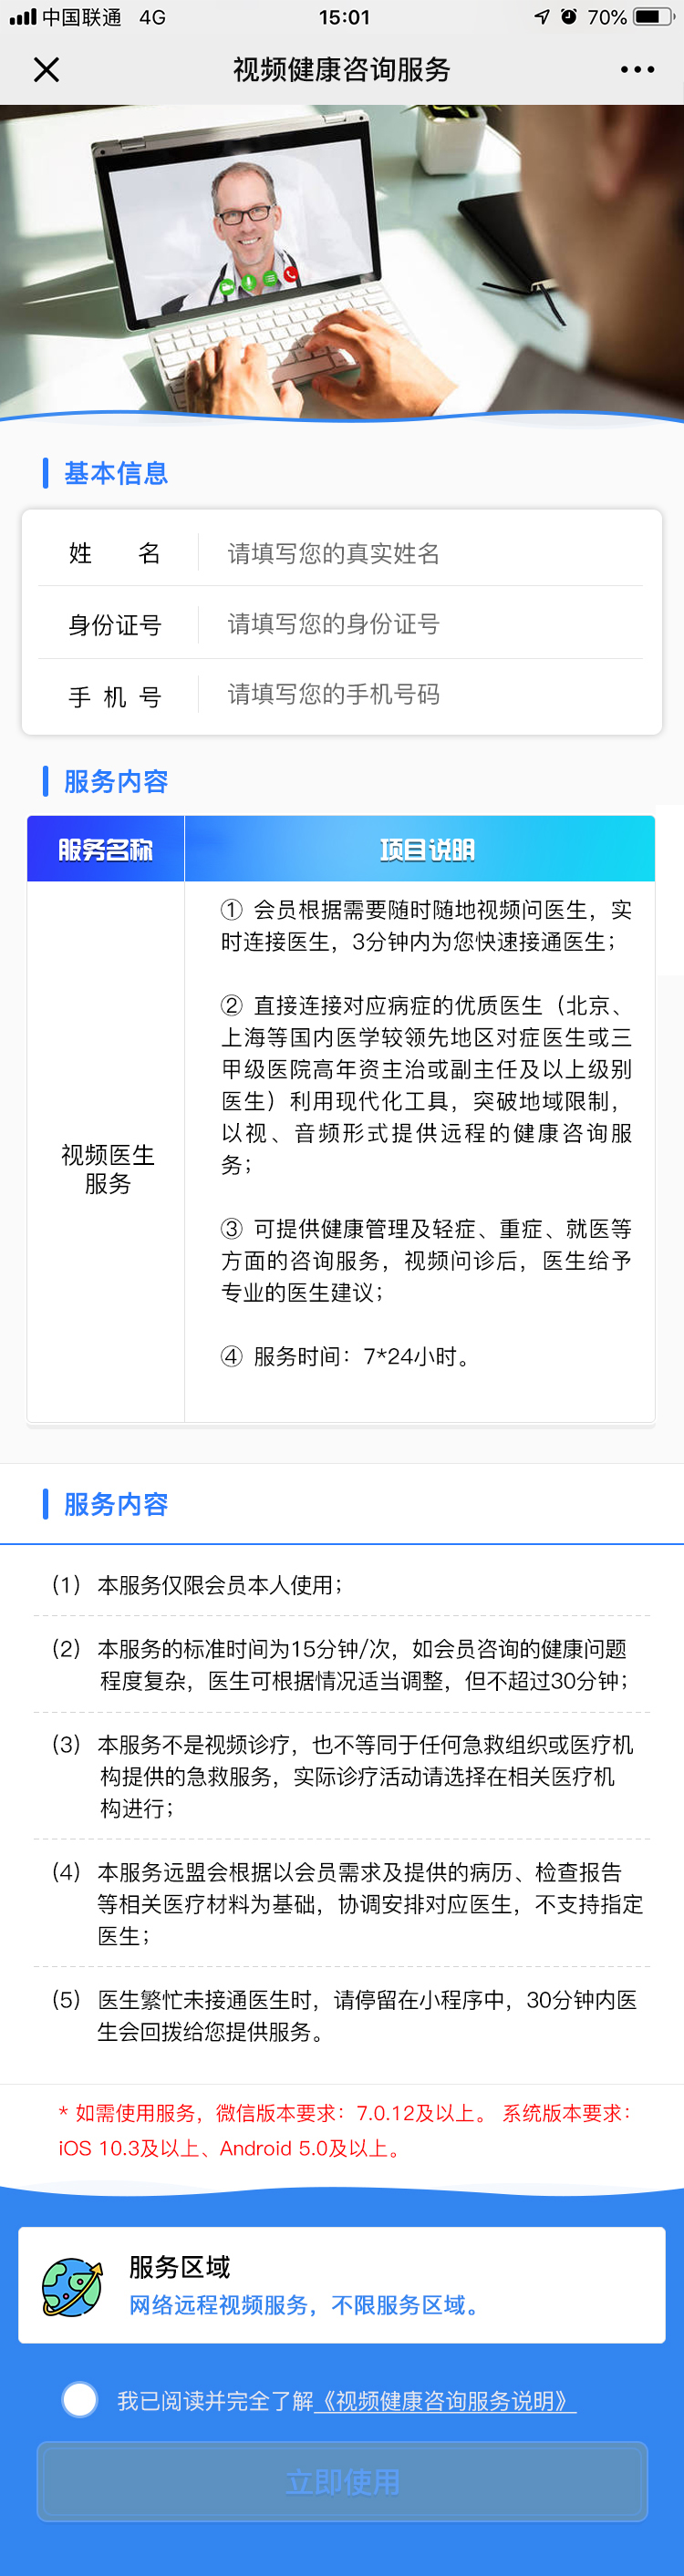 中国联通 4G 15:01 70%
视频健康咨询服务
基本信息
姓 名 请填写您的真实姓名
身份证号 请填写您的身份证号
手 机 号 请填写您的手机号码
服务内容
服务名称 项目说明
① 会员根据需要随时随地视频问医生，实
时连接医生，3分钟内为您快速接通医生；
② 直接连接对应病症的优质医生（北京、
上海等国内医学较领先地区对症医生或三
甲级医院高年资主治或副主任及以上级别
医生）利用现代化工具，突破地域限制，
以视、音频形式提供远程的健康咨询服
务；
视频医生
服务
③ 可提供健康管理及轻症、重症、就医等
方面的咨询服务，视频问诊后，医生给予
专业的医生建议；
④ 服务时间：7*24小时。
服务内容
（1） 本服务仅限会员本人使用；
（2） 本服务的标准时间为15分钟/次，如会员咨询的健康问题
程度复杂，医生可根据情况适当调整，但不超过30分钟；
（3） 本服务不是视频诊疗，也不等同于任何急救组织或医疗机
构提供的急救服务，实际诊疗活动请选择在相关医疗机
构进行；
（4） 本服务远盟会根据以会员需求及提供的病历、检查报告
等相关医疗材料为基础，协调安排对应医生，不支持指定
医生；
（5） 医生繁忙未接通医生时，请停留在小程序中，30分钟内医
生会回拨给您提供服务。
* 如需使用服务，微信版本要求：7.0.12及以上。 系统版本要求：
iOS 10.3及以上、Android 5.0及以上。
服务区域
网络远程视频服务，不限服务区域。
我已阅读并完全了解《视频健康咨询服务说明》
立即使用